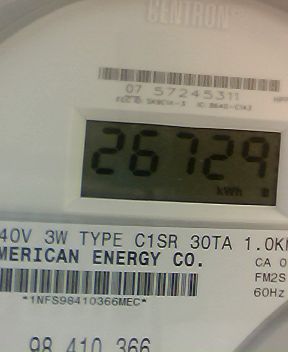 CENTRON
07 57245311
26729
kWh
40V 3W TYPE C1SR 30TA 1.0K
MERICAN ENERGY CO.
CA 0
FM2S
60Hz
*1NFS98410366MEC*
98 410 366